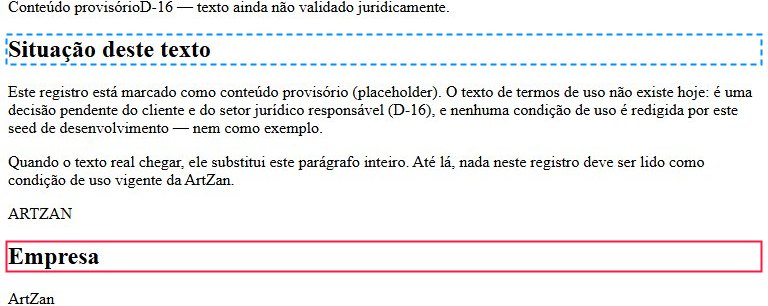 Conteúdo provisórioD-16 — texto ainda não validado juridicamente.
Situação deste texto
Este registro está marcado como conteúdo provisório (placeholder). O texto de termos de uso não existe hoje: é uma
decisão pendente do cliente e do setor jurídico responsável (D-16), e nenhuma condição de uso é redigida por este
seed de desenvolvimento — nem como exemplo.
Quando o texto real chegar, ele substitui este parágrafo inteiro. Até lá, nada neste registro deve ser lido como
condição de uso vigente da ArtZan.
ARTZAN
Empresa
ArtZan